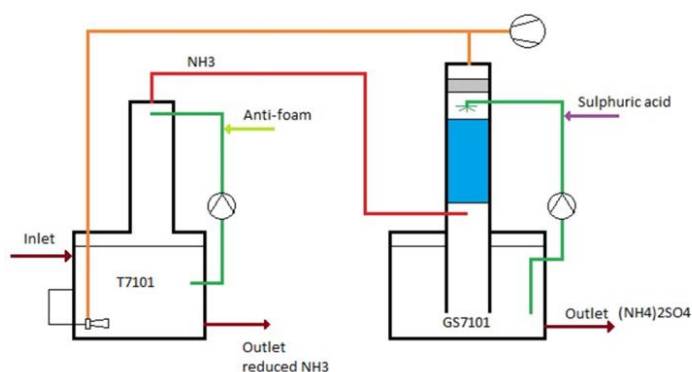 NH3
Anti-foam
Sulphuric acid
Inlet
T7101
GS7101
Outlet (NH4)2SO4
Outlet
reduced NH3